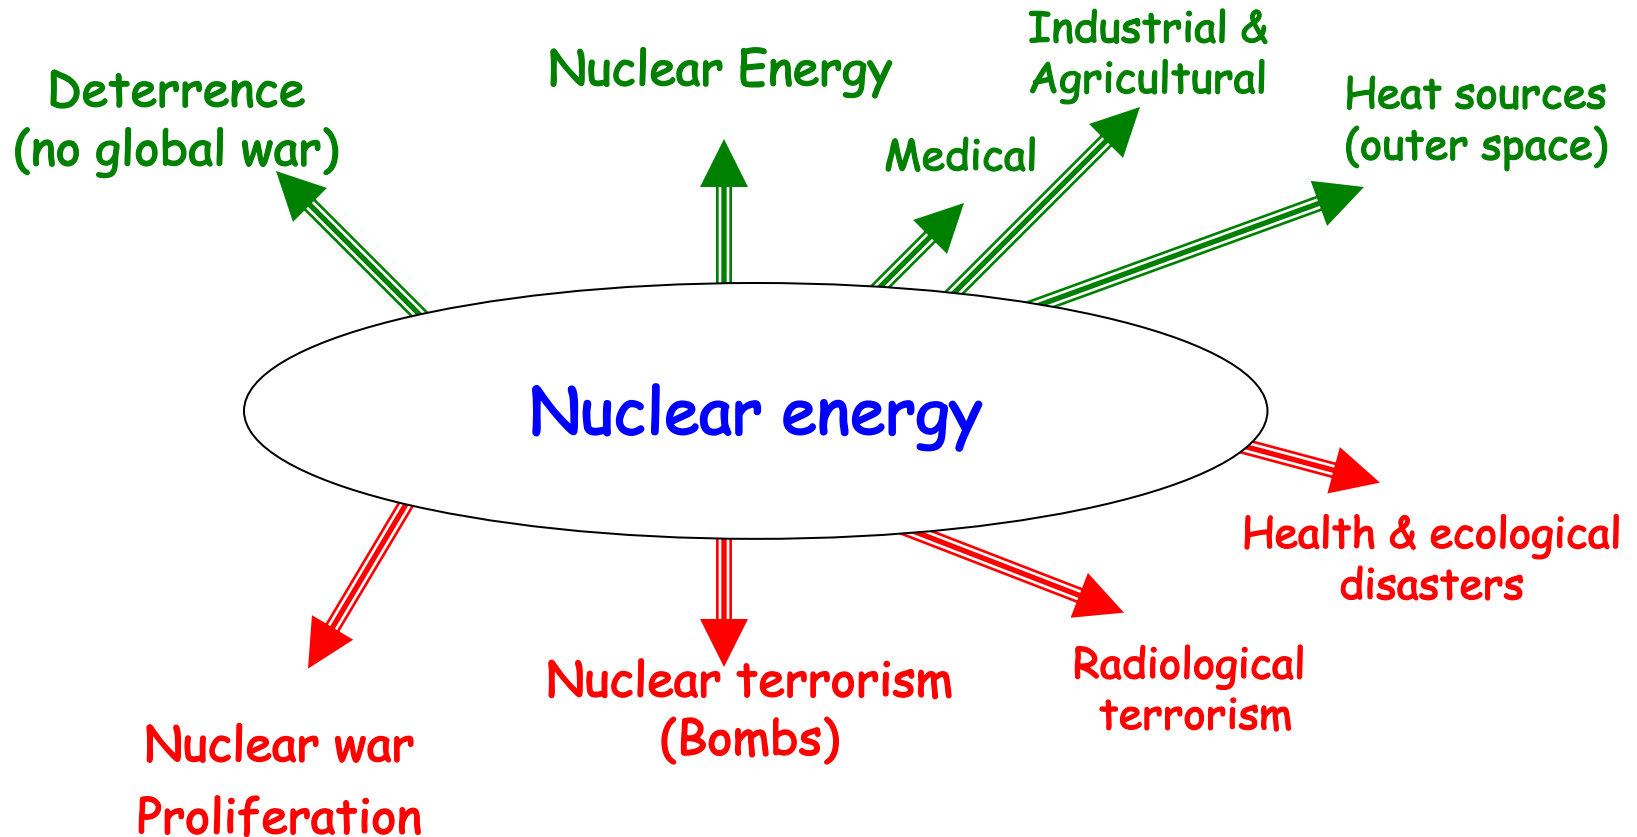 Deterrence
(no global war)
Nuclear Energy
Medical
Industrial &
Agricultural
Heat sources
(outer space)
Nuclear energy
Health & ecological
disasters
Radiological
terrorism
Nuclear terrorism
(Bombs)
Nuclear war
Proliferation